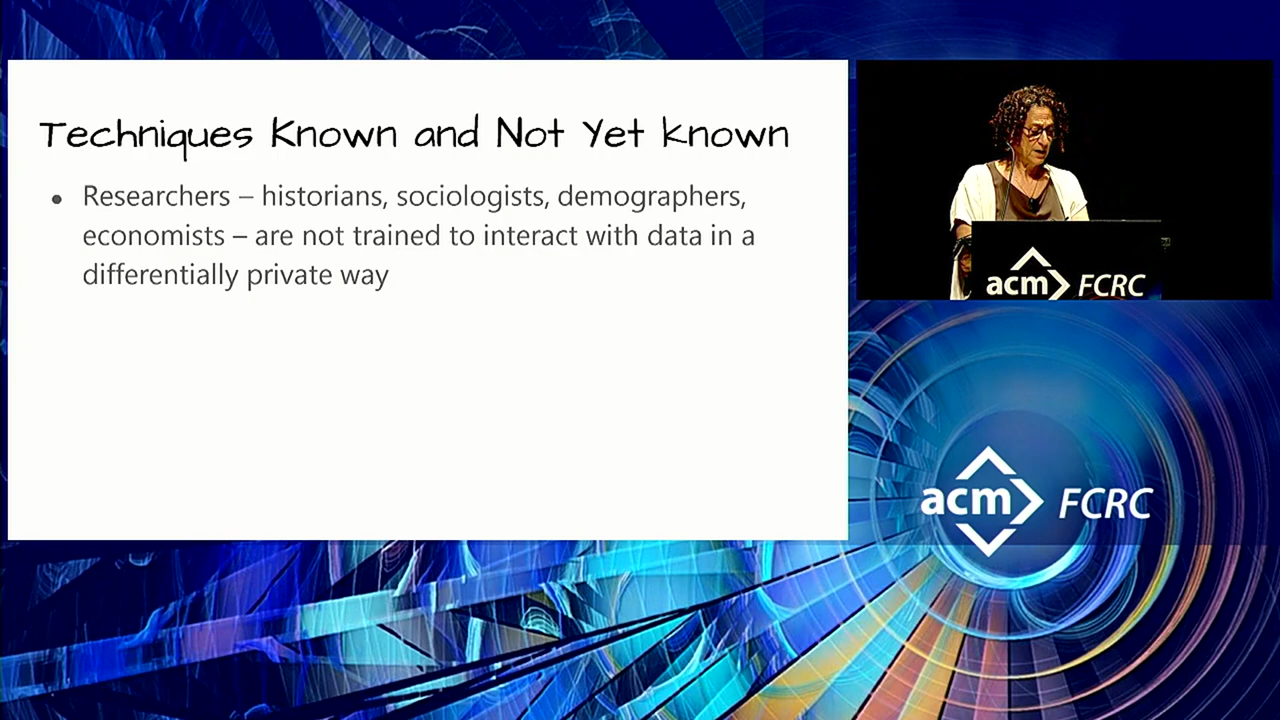 Techniques Known and Not Yet known
• Researchers – historians, sociologists, demographers,
economists – are not trained to interact with data in a
differentially private way
acm FCRC
acm FCRC